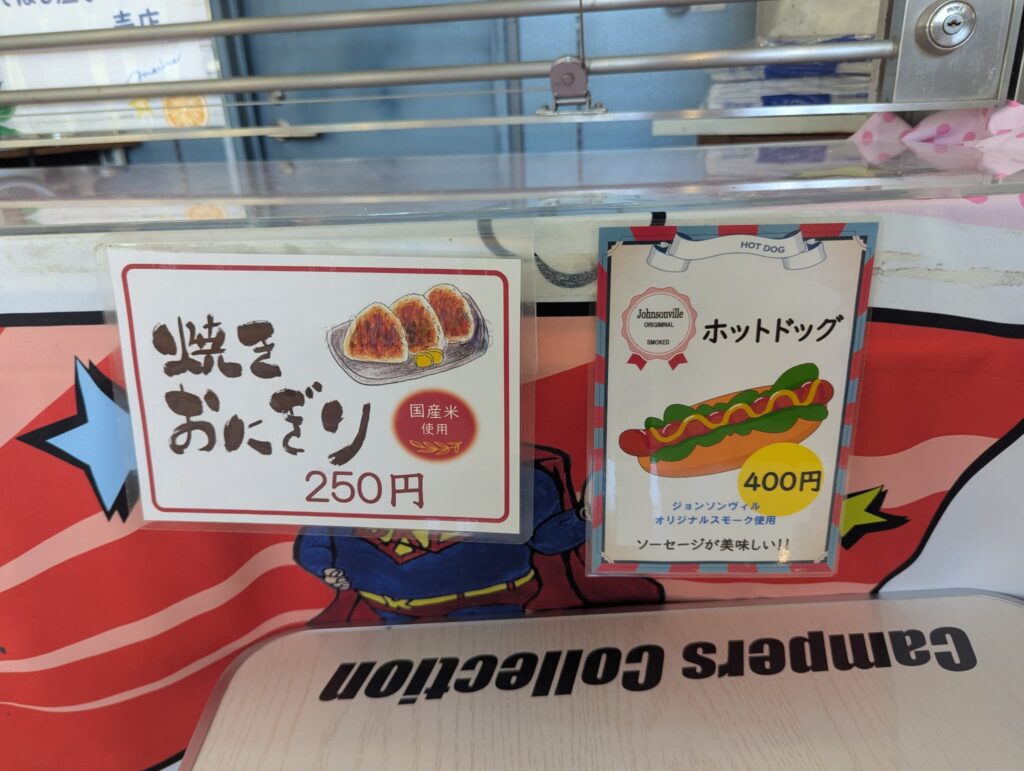 売店
焼き
おにぎり
国産米
使用
250円
HOT DOG
Johnsonville
ORIGIMNAL
SMOKED
ホットドッグ
400円
ジョンソンヴィル
オリジナルスモーク使用
ソーセージが美味しい!!
Campers Collection